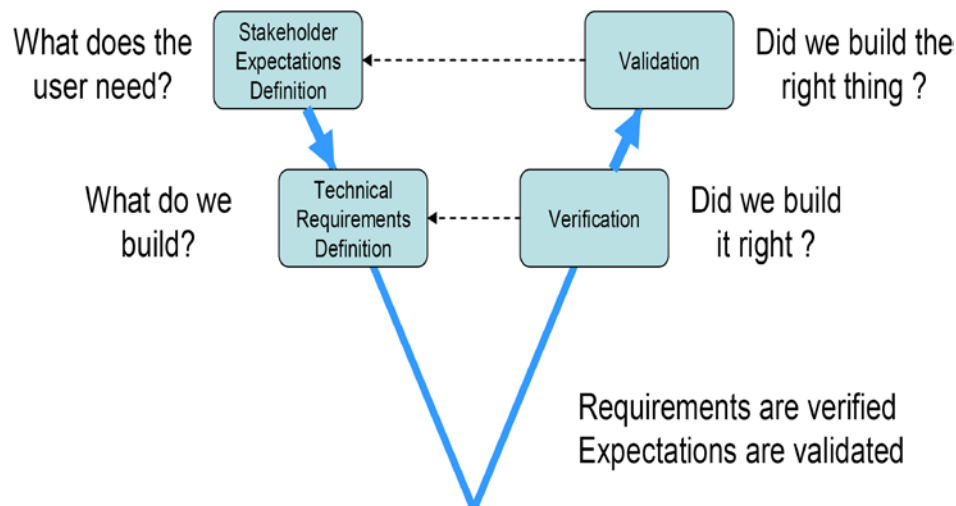 What does the
user need?
Stakeholder
Expectations
Definition
Validation
Did we build the
right thing ?
What do we
build?
Technical
Requirements
Definition
Verification
Did we build
it right ?
Requirements are verified
Expectations are validated